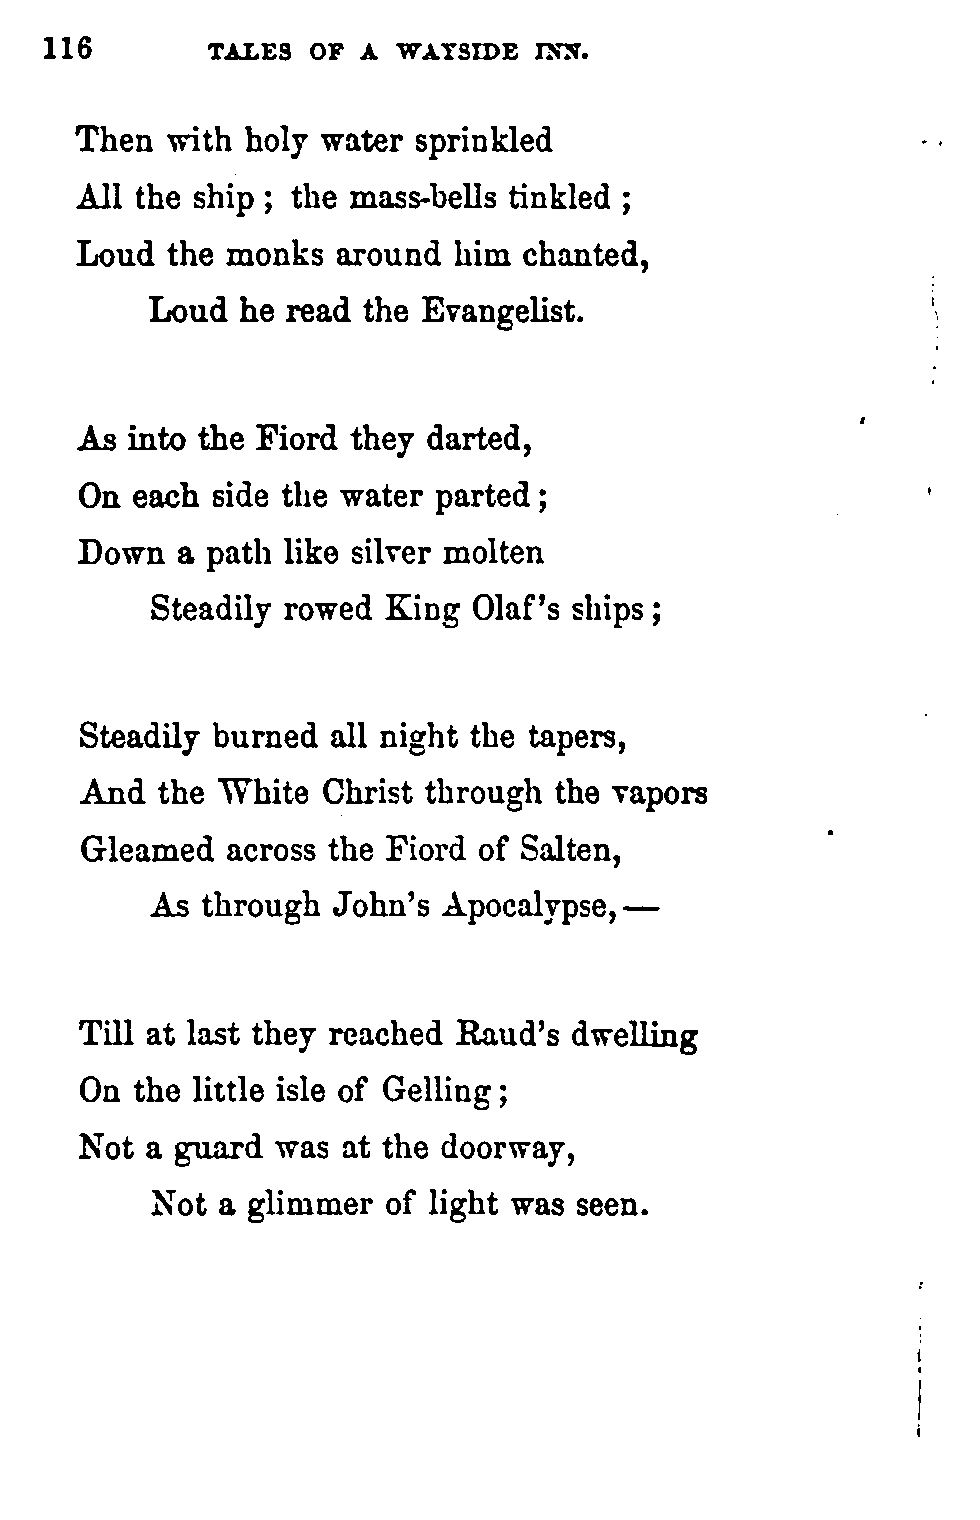 116 TALES OF A WAYSIDE INN.
Then with holy water sprinkled
All the ship ; the mass-bells tinkled ;
Loud the monks around him chanted,
Loud he read the Evangelist.
As into the Fiord they darted,
On each side the water parted ;
Down a path like silver molten
Steadily rowed King Olaf's ships ;
Steadily burned all night the tapers,
And the White Christ through the vapors
Gleamed across the Fiord of Salten,
As through John's Apocalypse, —
Till at last they reached Raud's dwelling
On the little isle of Gelling ;
Not a guard was at the doorway,
Not a glimmer of light was seen.